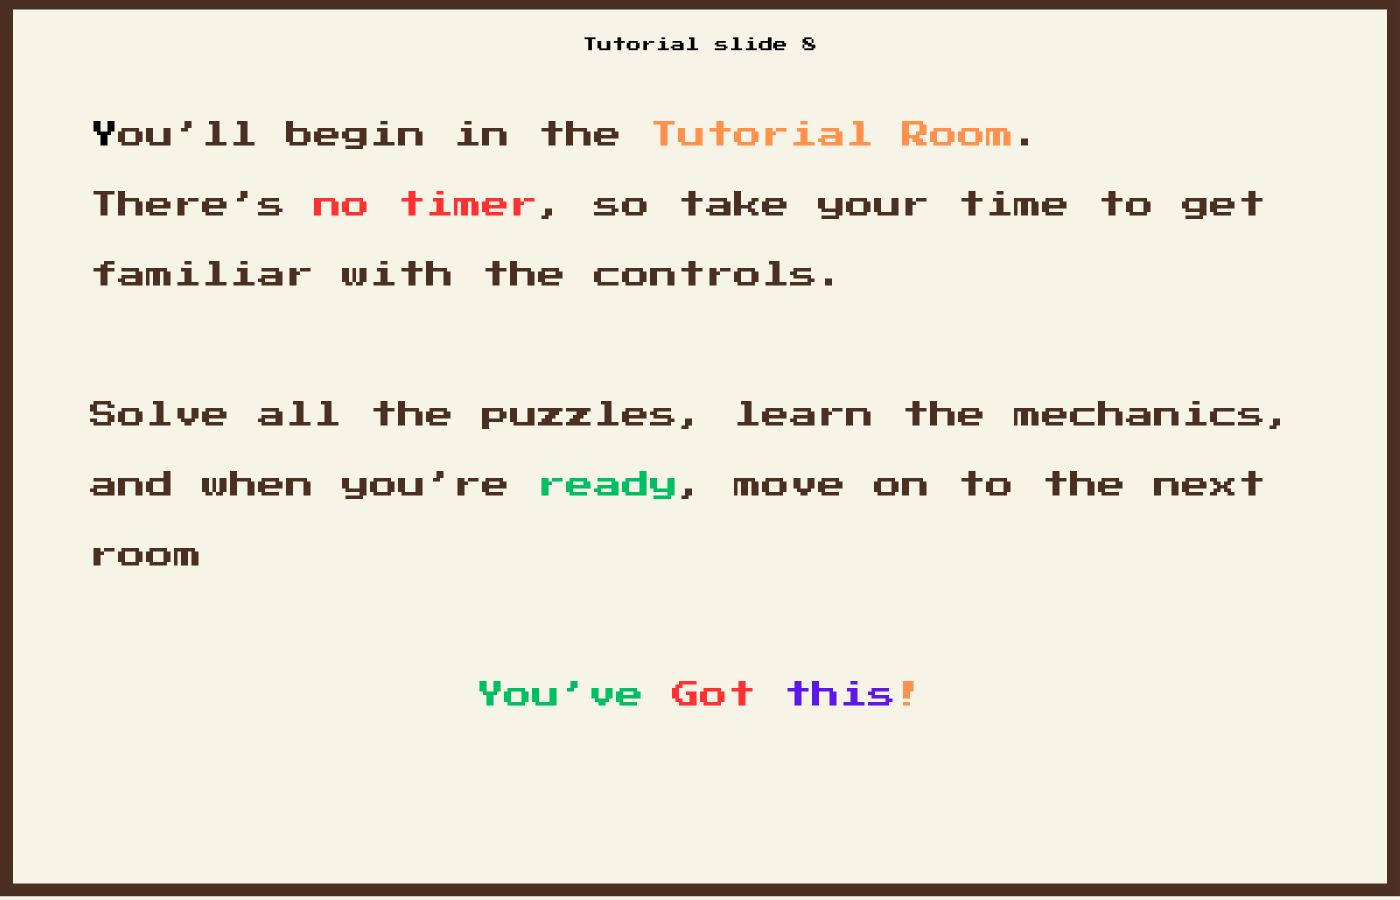 Tutorial slide 8
You'll begin in the Tutorial Room.
There's no timer, so take your time to get
familiar with the controls.
Solve all the puzzles, learn the mechanics,
and when you're ready, move on to the next
room
You've Got this!